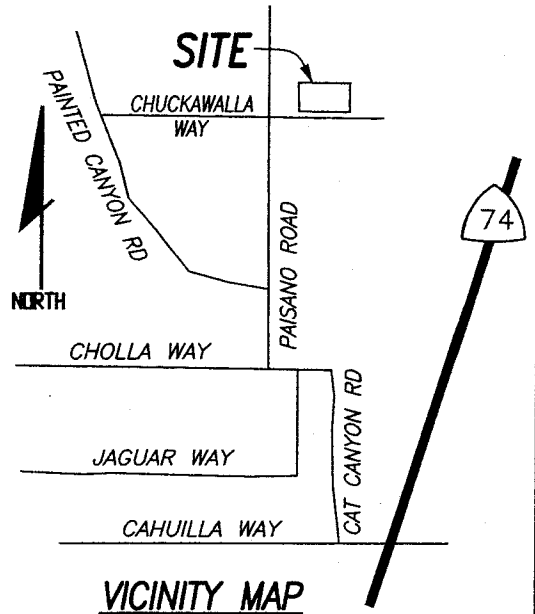 SITE
PAINTED CANYON RD
CHUCKAWALLA
WAY
74
PAISANO ROAD
NORTH
CHOLLA WAY
CAT CANYON RD
JAGUAR WAY
CAHUILLA WAY
VICINITY MAP